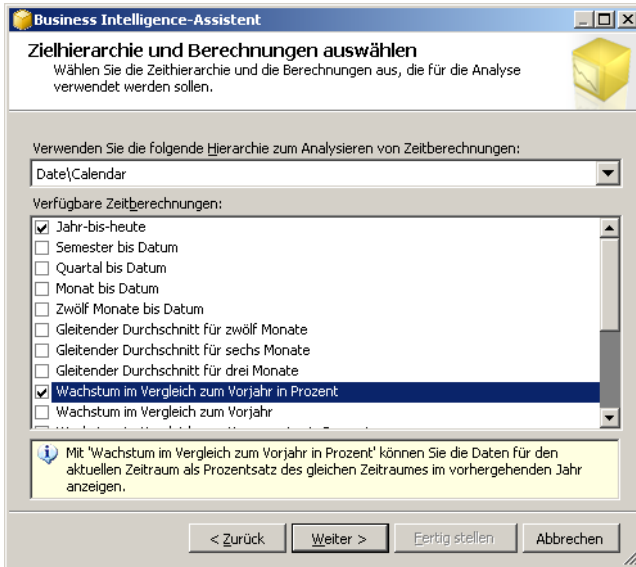 Business Intelligence-Assistent
Zielhierarchie und Berechnungen auswählen
Wählen Sie die Zeithierarchie und die Berechnungen aus, die für die Analyse
verwendet werden sollen.
Verwenden Sie die folgende Hierarchie zum Analysieren von Zeitberechnungen:
Date\Calendar
Verfügbare Zeitberechnungen:
Jahr-bis-heute
Semester bis Datum
Quartal bis Datum
Monat bis Datum
Zwölf Monate bis Datum
Gleitender Durchschnitt für zwölf Monate
Gleitender Durchschnitt für sechs Monate
Gleitender Durchschnitt für drei Monate
Wachstum im Vergleich zum Vorjahr in Prozent
Wachstum im Vergleich zum Vorjahr
Mit 'Wachstum im Vergleich zum Vorjahr in Prozent' können Sie die Daten für den
aktuellen Zeitraum als Prozentsatz des gleichen Zeitraumes im vorhergehenden Jahr
anzeigen.
< Zurück
Weiter >
Fertig stellen
Abbrechen